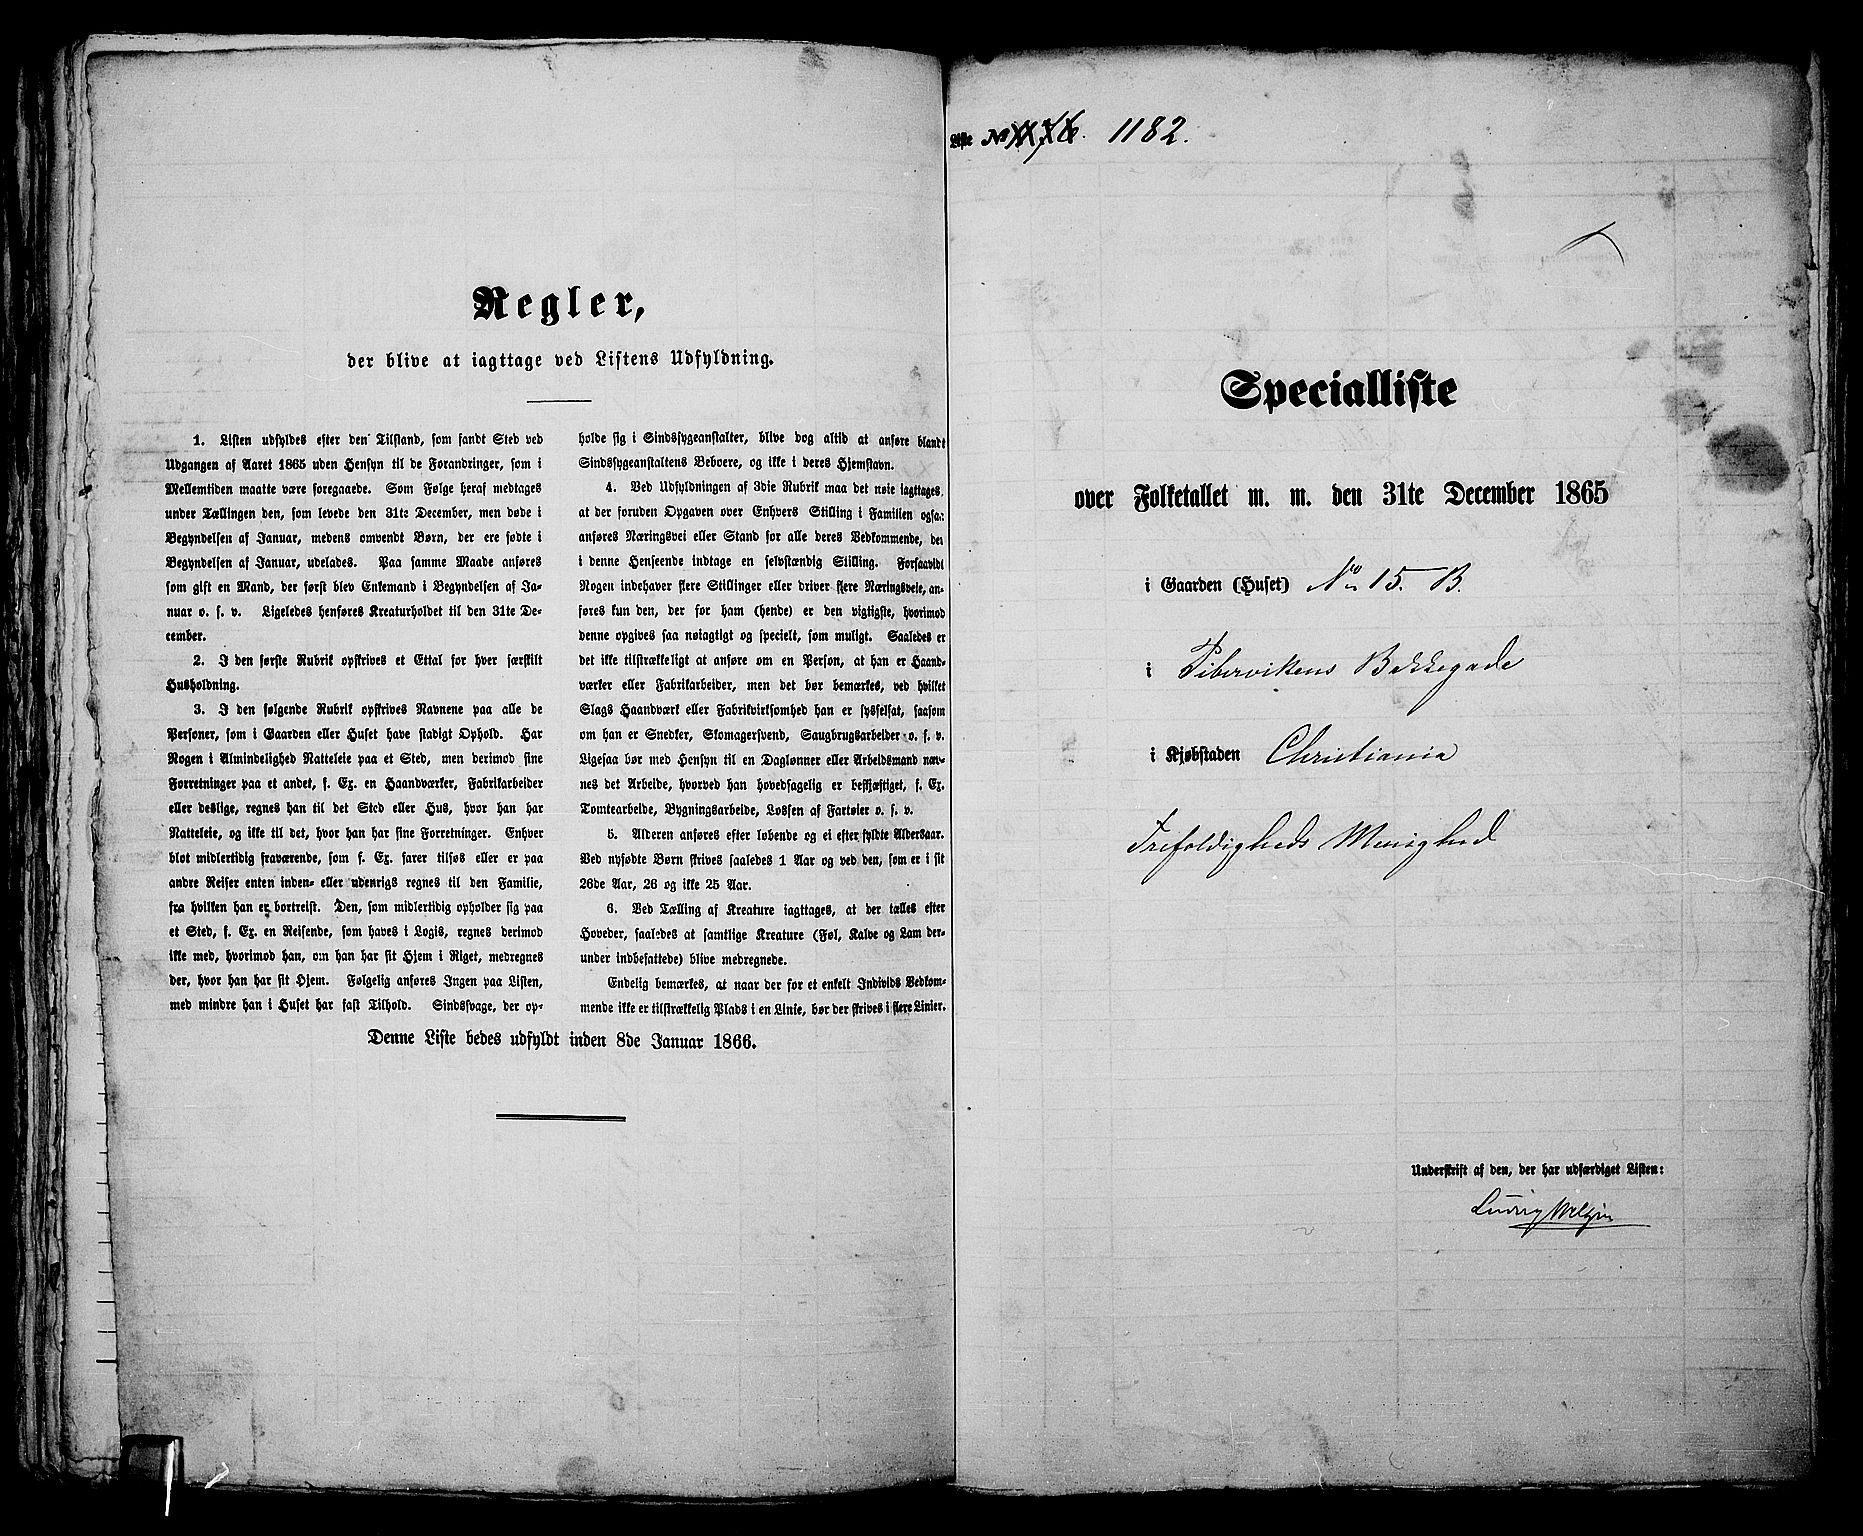 Regler,
der blive at iagttage ved Listens Udfyldning.
1. Listen udfyldes efter den Tilstand, som fandt Sted ved
Udgangen af Aaret 1865 uden Hensyn til de Forandringer, som i
Mellemtiden maatte være foregaaede. Som Følge heraf medtages
under Tællingen den, som levede den 31te December, men døde i
Begyndelsen af Januar, medens omvendt Børn, der ere fødte i
Begyndelsen af Januar, udelades. Paa samme Maade anføres
som gift en Mand, der først blev Enkemand i Begyndelsen af Ja-
nuar o. s. v. Ligeledes henføres Kreaturholdet til den 31te De-
cember.
2. I den første Rubrik opskrives et Ettal for hver særskilt
Husholdning.
3. I den følgende Rubrik opskrives Navnene paa alle de
Personer, som i Gaarden eller Huset have stadigt Ophold. Har
Nogen i Almindelighed Natteleie paa et Sted, men derimod sine
Forretninger paa et andet, f. Ex. en Haandværker, Fabrikarbeider
eller deslige, regnes han til det Sted eller Hus, hvor han har
Natteleie, og ikke til det, hvor han har sine Forretninger. Enhver
blot midlertidig fraværende, som f. Ex. farer tilsøs eller er paa
andre Reiser enten inden- eller udenrigs regnes til den Familie,
fra hvilken han er bortreist. Den, som midlertidig opholder sig paa
et Sted, f. Ex. en Reisende, som haves i Logis, regnes derimod
ikke med, hvorimod han, om han har sit Hjem i Riget, medregnes
der, hvor han har sit Hjem. Følgelig anføres Ingen paa Listen,
med mindre han i Huset har fast Tilhold. Sindssvage, der op-
holde sig i Sindssygeanstalter, blive dog altid at anføre blandt
Sindssygeanstaltens Beboere, og ikke i deres Hjemstavn.
4. Ved Udfyldningen af 3die Rubrik maa det nøie iagttages,
at der foruden Opgaven over Enhvers Stilling i Familien ogsaa
anføres Næringsvei eller Stand for alle deres Vedkommende, der
i denne Henseende indtage en selvstændig Stilling. Forsaavidt
Nogen indehaver flere Stillinger eller driver flere Næringsveie, an-
føres kun den, der for ham (hende) er den vigtigste, hvorimod
denne opgives saa nøiagtigt og specielt, som muligt. Saaledes er
det ikke tilstrækkeligt at anføre om en Person, at han er Haand-
værker eller Fabrikarbeider, men det bør bemærkes, ved hvilket
Slags Haandværk eller Fabrikvirksomhed han er sysselsat, saasom
om han er Snedker, Skomagersvend, Saugbrugsarbeider o. s. v.
Ligesaa bør med Hensyn til en Daglønner eller Arbeidsmand næv-
nes det Arbeide, hvorved han hovedsagelig er beskjæftiget, f. Ex.
Tomtearbeide, Bygningsarbeide, Lossen af Fartøier o. s. v.
5. Alderen anføres efter løbende og ei efter fyldte Aldersaar.
Ved nyfødte Børn skrives saaledes 1 Aar og ved den, som er i sit
26de Aar, 26 og ikke 25 Aar.
6. Ved Tælling af Kreature iagttages, at der tælles efter
Hoveder, saaledes at samtlige Kreature (Føl, Kalve og Lam der-
under indbefattede) blive medregnede.
Endelig bemærkes, at naar der for et enkelt Individs Vedkom-
mende ikke er tilstrækkelig Plads i en Linie, bør der skrives i flere Linier.
Denne Liste bedes udfyldt inden 8de Januar 1866.
Liste No 1182.
Specialliste
over Folketallet m. m. den 31te December 1865
i Gaarden (Huset) No 15. B.
i Pibervikens Bakkegade
i Kjøbstaden Christiania
Trefoldigheds Menighed
Underskrift af den, der har udfærdiget Listen:
Ludvig